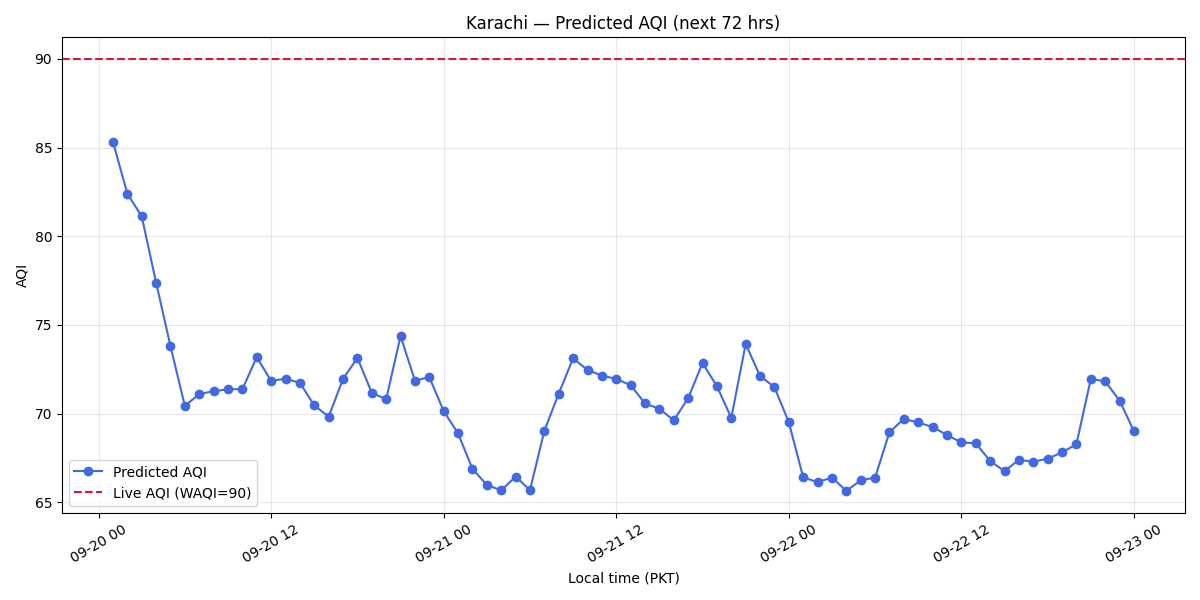 Karachi — Predicted AQI (next 72 hrs)
AQI
90
85
80
75
70
65
Predicted AQI
Live AQI (WAQI=90)
09-20 00
09-20 12
09-21 00
09-21 12
09-22 00
09-22 12
09-23 00
Local time (PKT)